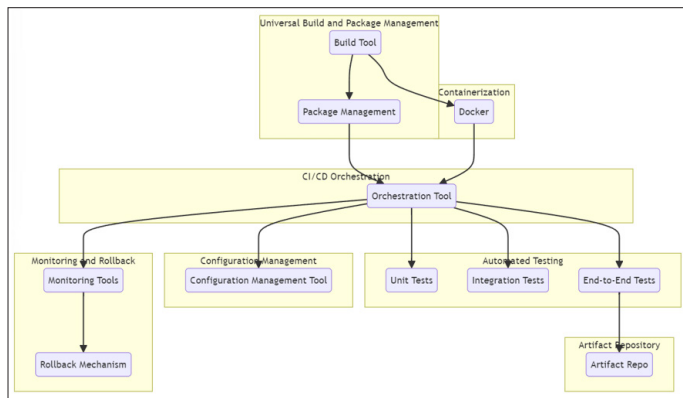 Universal Build and Package Management
Build Tool
Containerization
Package Management
Docker
CI/CD Orchestration
Orchestration Tool
Monitoring and Rollback
Configuration Management
Automated Testing
Monitoring Tools
Configuration Management Tool
Unit Tests
Integration Tests
End-to-End Tests
Artifact Repository
Rollback Mechanism
Artifact Repo